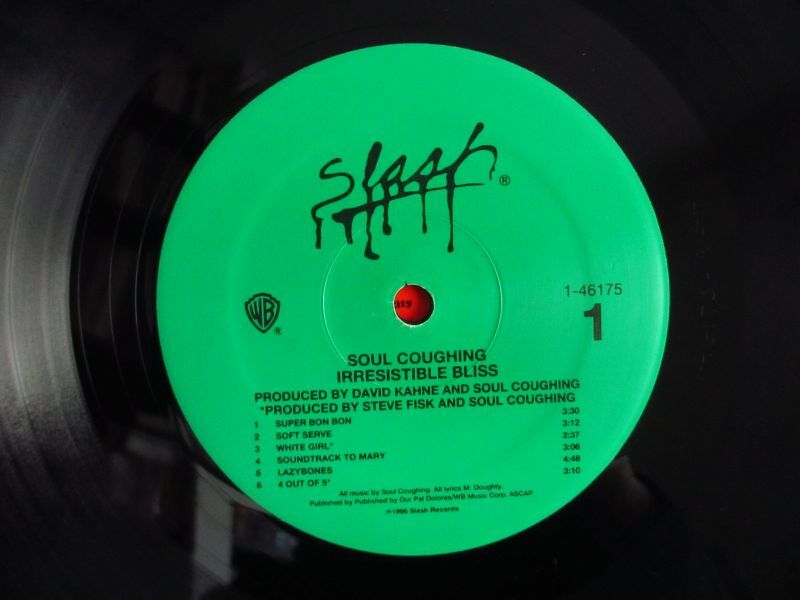 Slash®
1-46175
1
WB®
SOUL COUGHING
IRRESISTIBLE BLISS
PRODUCED BY DAVID KAHNE AND SOUL COUGHING
*PRODUCED BY STEVE FISK AND SOUL COUGHING
1 SUPER BON BON 3:30
2 SOFT SERVE 3:12
3 WHITE GIRL* 2:37
4 SOUNDTRACK TO MARY 3:06
5 LAZYBONES 4:48
6 4 OUT OF 5* 3:10
All music by Soul Coughing. All lyrics M. Doughty.
Published by Published by Our Pal Dolores/WB Music Corp. ASCAP
℗1996 Slash Records